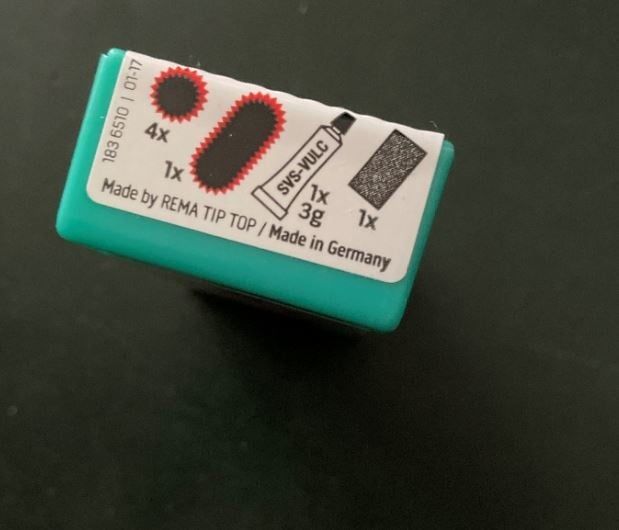 183 6510 | 01-17
4x
1x
SVS-VULC
1x
3g
1x
Made by REMA TIP TOP / Made in Germany